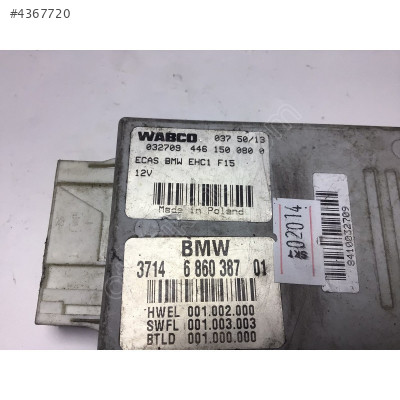 #4367720
WABCO 037 50/13
032709 446 150 080 0
ECAS BMW EHC1 F15
12V
Made in Poland
BMW
3714 6 860 387 01
HWEL 001.002.000
SWFL 001.003.003
BTLD 001.000.000
02014
8410032709